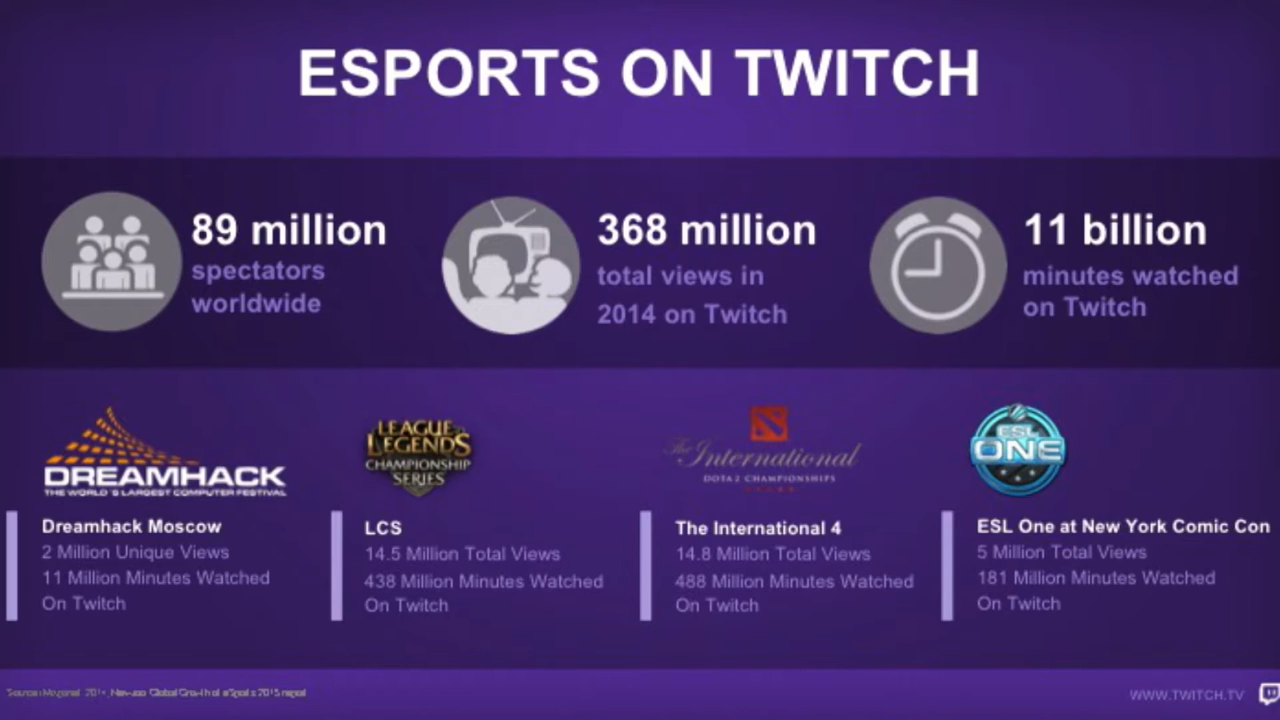 ESPORTS ON TWITCH
89 million
spectators
worldwide
368 million
total views in
2014 on Twitch
11 billion
minutes watched
on Twitch
DREAMHACK
THE WORLD'S LARGEST COMPUTER FESTIVAL
Dreamhack Moscow
2 Million Unique Views
11 Million Minutes Watched
On Twitch
LEAGUE
LEGENDS
CHAMPIONSHIP
SERIES
LCS
14.5 Million Total Views
438 Million Minutes Watched
On Twitch
The International
DOTA 2 CHAMPIONSHIPS
The International 4
14.8 Million Total Views
488 Million Minutes Watched
On Twitch
ESL
ONE
ESL One at New York Comic Con
5 Million Total Views
181 Million Minutes Watched
On Twitch
Global Growth of eSports 2015 report
WWW.TWITCH.TV